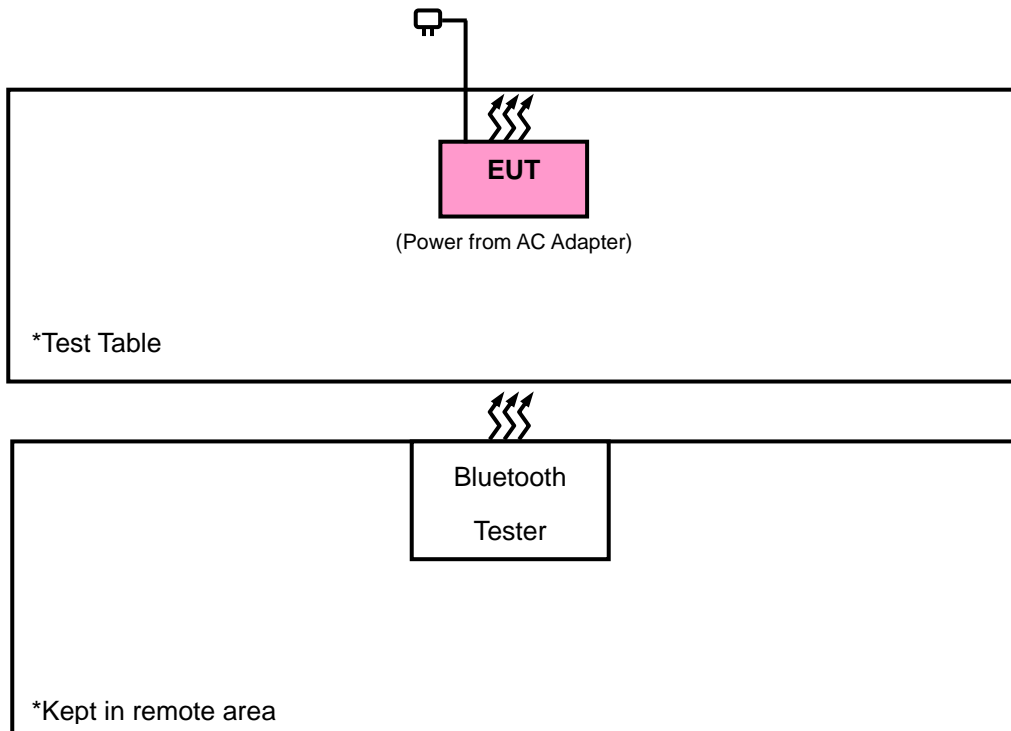 EUT
(Power from AC Adapter)
*Test Table
Bluetooth
Tester
*Kept in remote area